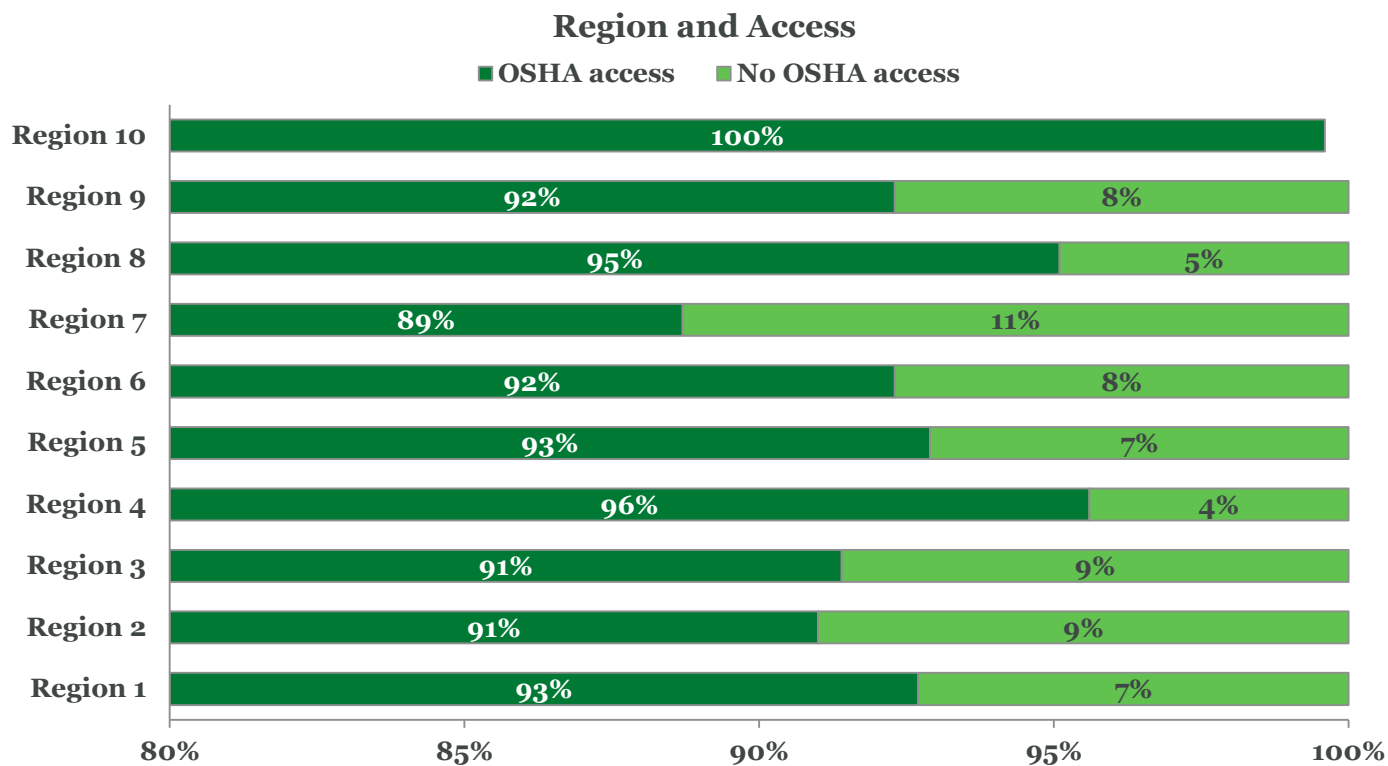 Region and Access
OSHA access No OSHA access
Region 10 100%
Region 9 92% 8%
Region 8 95% 5%
Region 7 89% 11%
Region 6 92% 8%
Region 5 93% 7%
Region 4 96% 4%
Region 3 91% 9%
Region 2 91% 9%
Region 1 93% 7%
80% 85% 90% 95% 100%